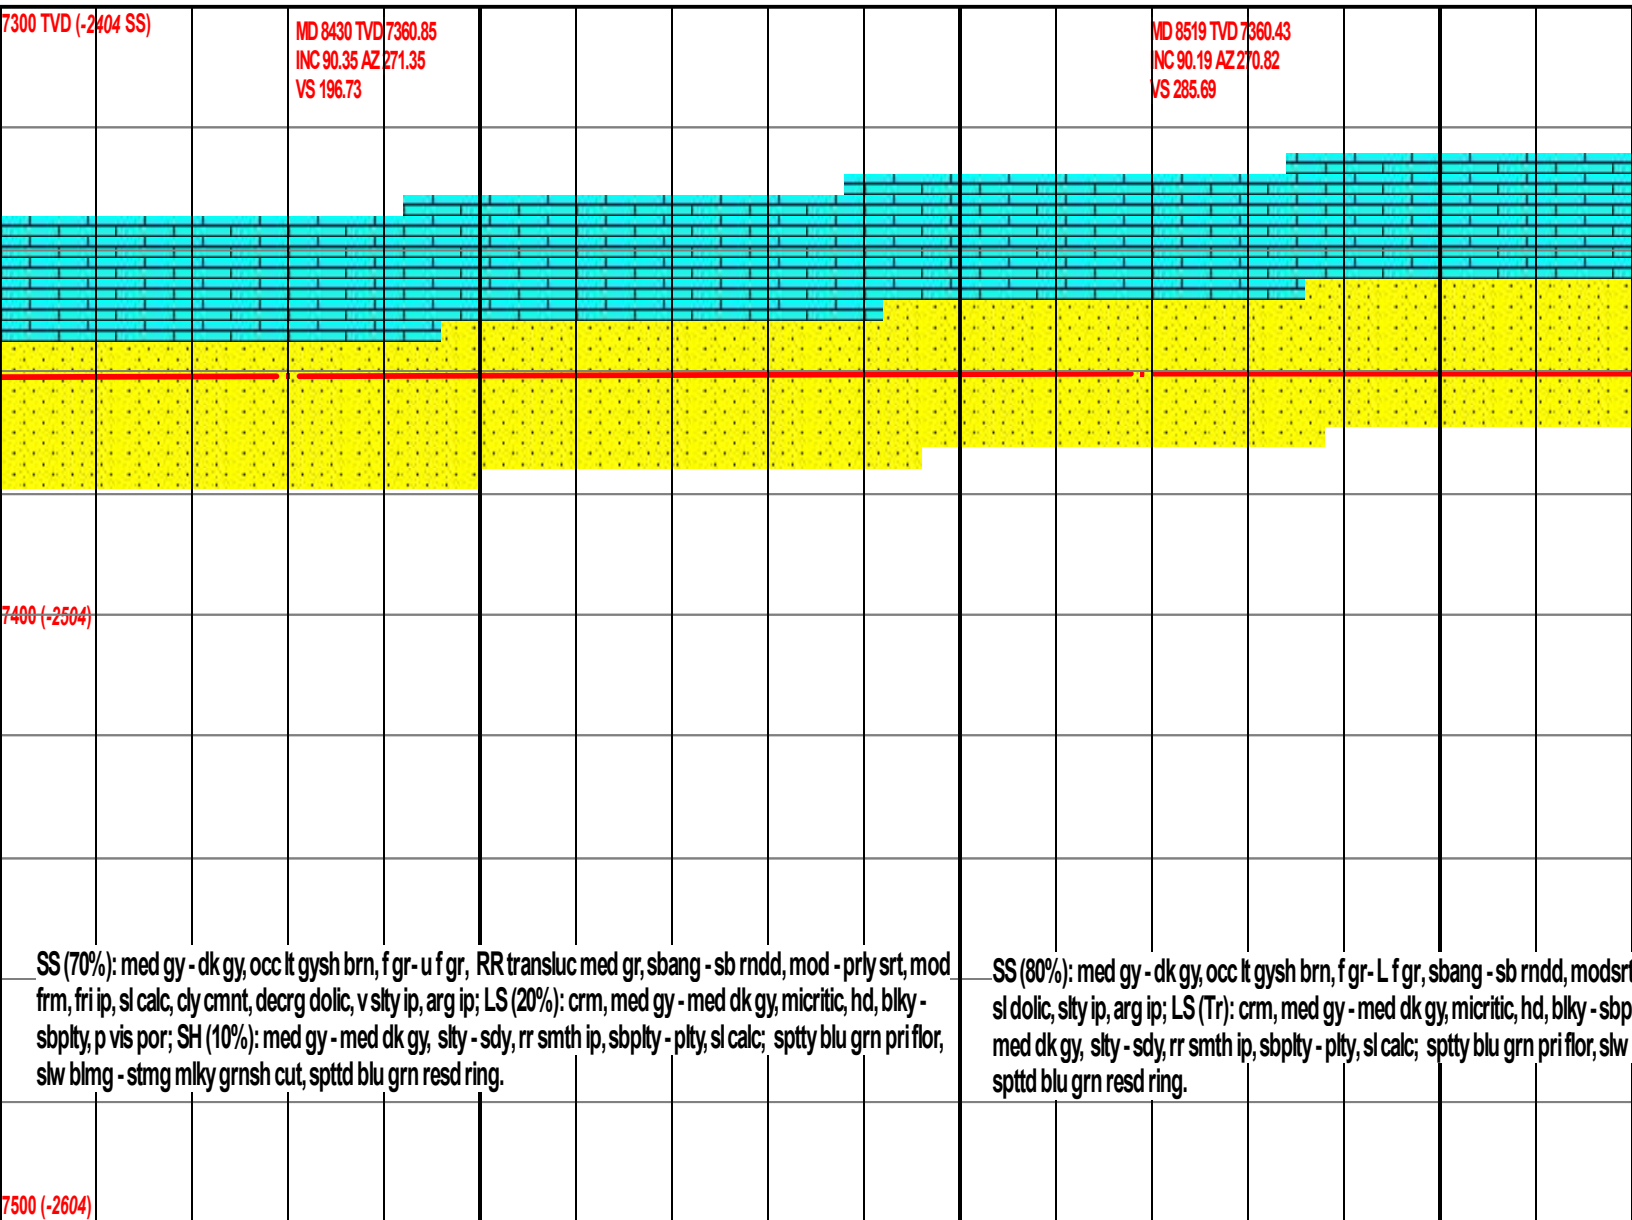 7300 TVD (-2404 SS)
MD 8430 TVD 7360.85
INC 90.35 AZ 271.35
VS 196.73
MD 8519 TVD 7360.43
INC 90.19 AZ 270.82
VS 285.69
7400 (-2504)
SS (70%): med gy - dk gy, occ lt gysh brn, f gr- u f gr, RR transluc med gr, sbang - sb rndd, mod - prly srt, mod
frm, fri ip, sl calc, cly cmnt, decrg dolic, v slty ip, arg ip; LS (20%): crm, med gy - med dk gy, micritic, hd, blky -
sbplty, p vis por; SH (10%): med gy - med dk gy, slty - sdy, rr smth ip, sbplty - plty, sl calc; sptty blu grn pri flor,
slw blmg - stmg mlky grnsh cut, spttd blu grn resd ring.
SS (80%): med gy - dk gy, occ lt gysh brn, f gr- L f gr, sbang - sb rndd, modsrt
sl dolic, slty ip, arg ip; LS (Tr): crm, med gy - med dk gy, micritic, hd, blky - sbp
med dk gy, slty - sdy, rr smth ip, sbplty - plty, sl calc; sptty blu grn pri flor, slw
spttd blu grn resd ring.
7500 (-2604)